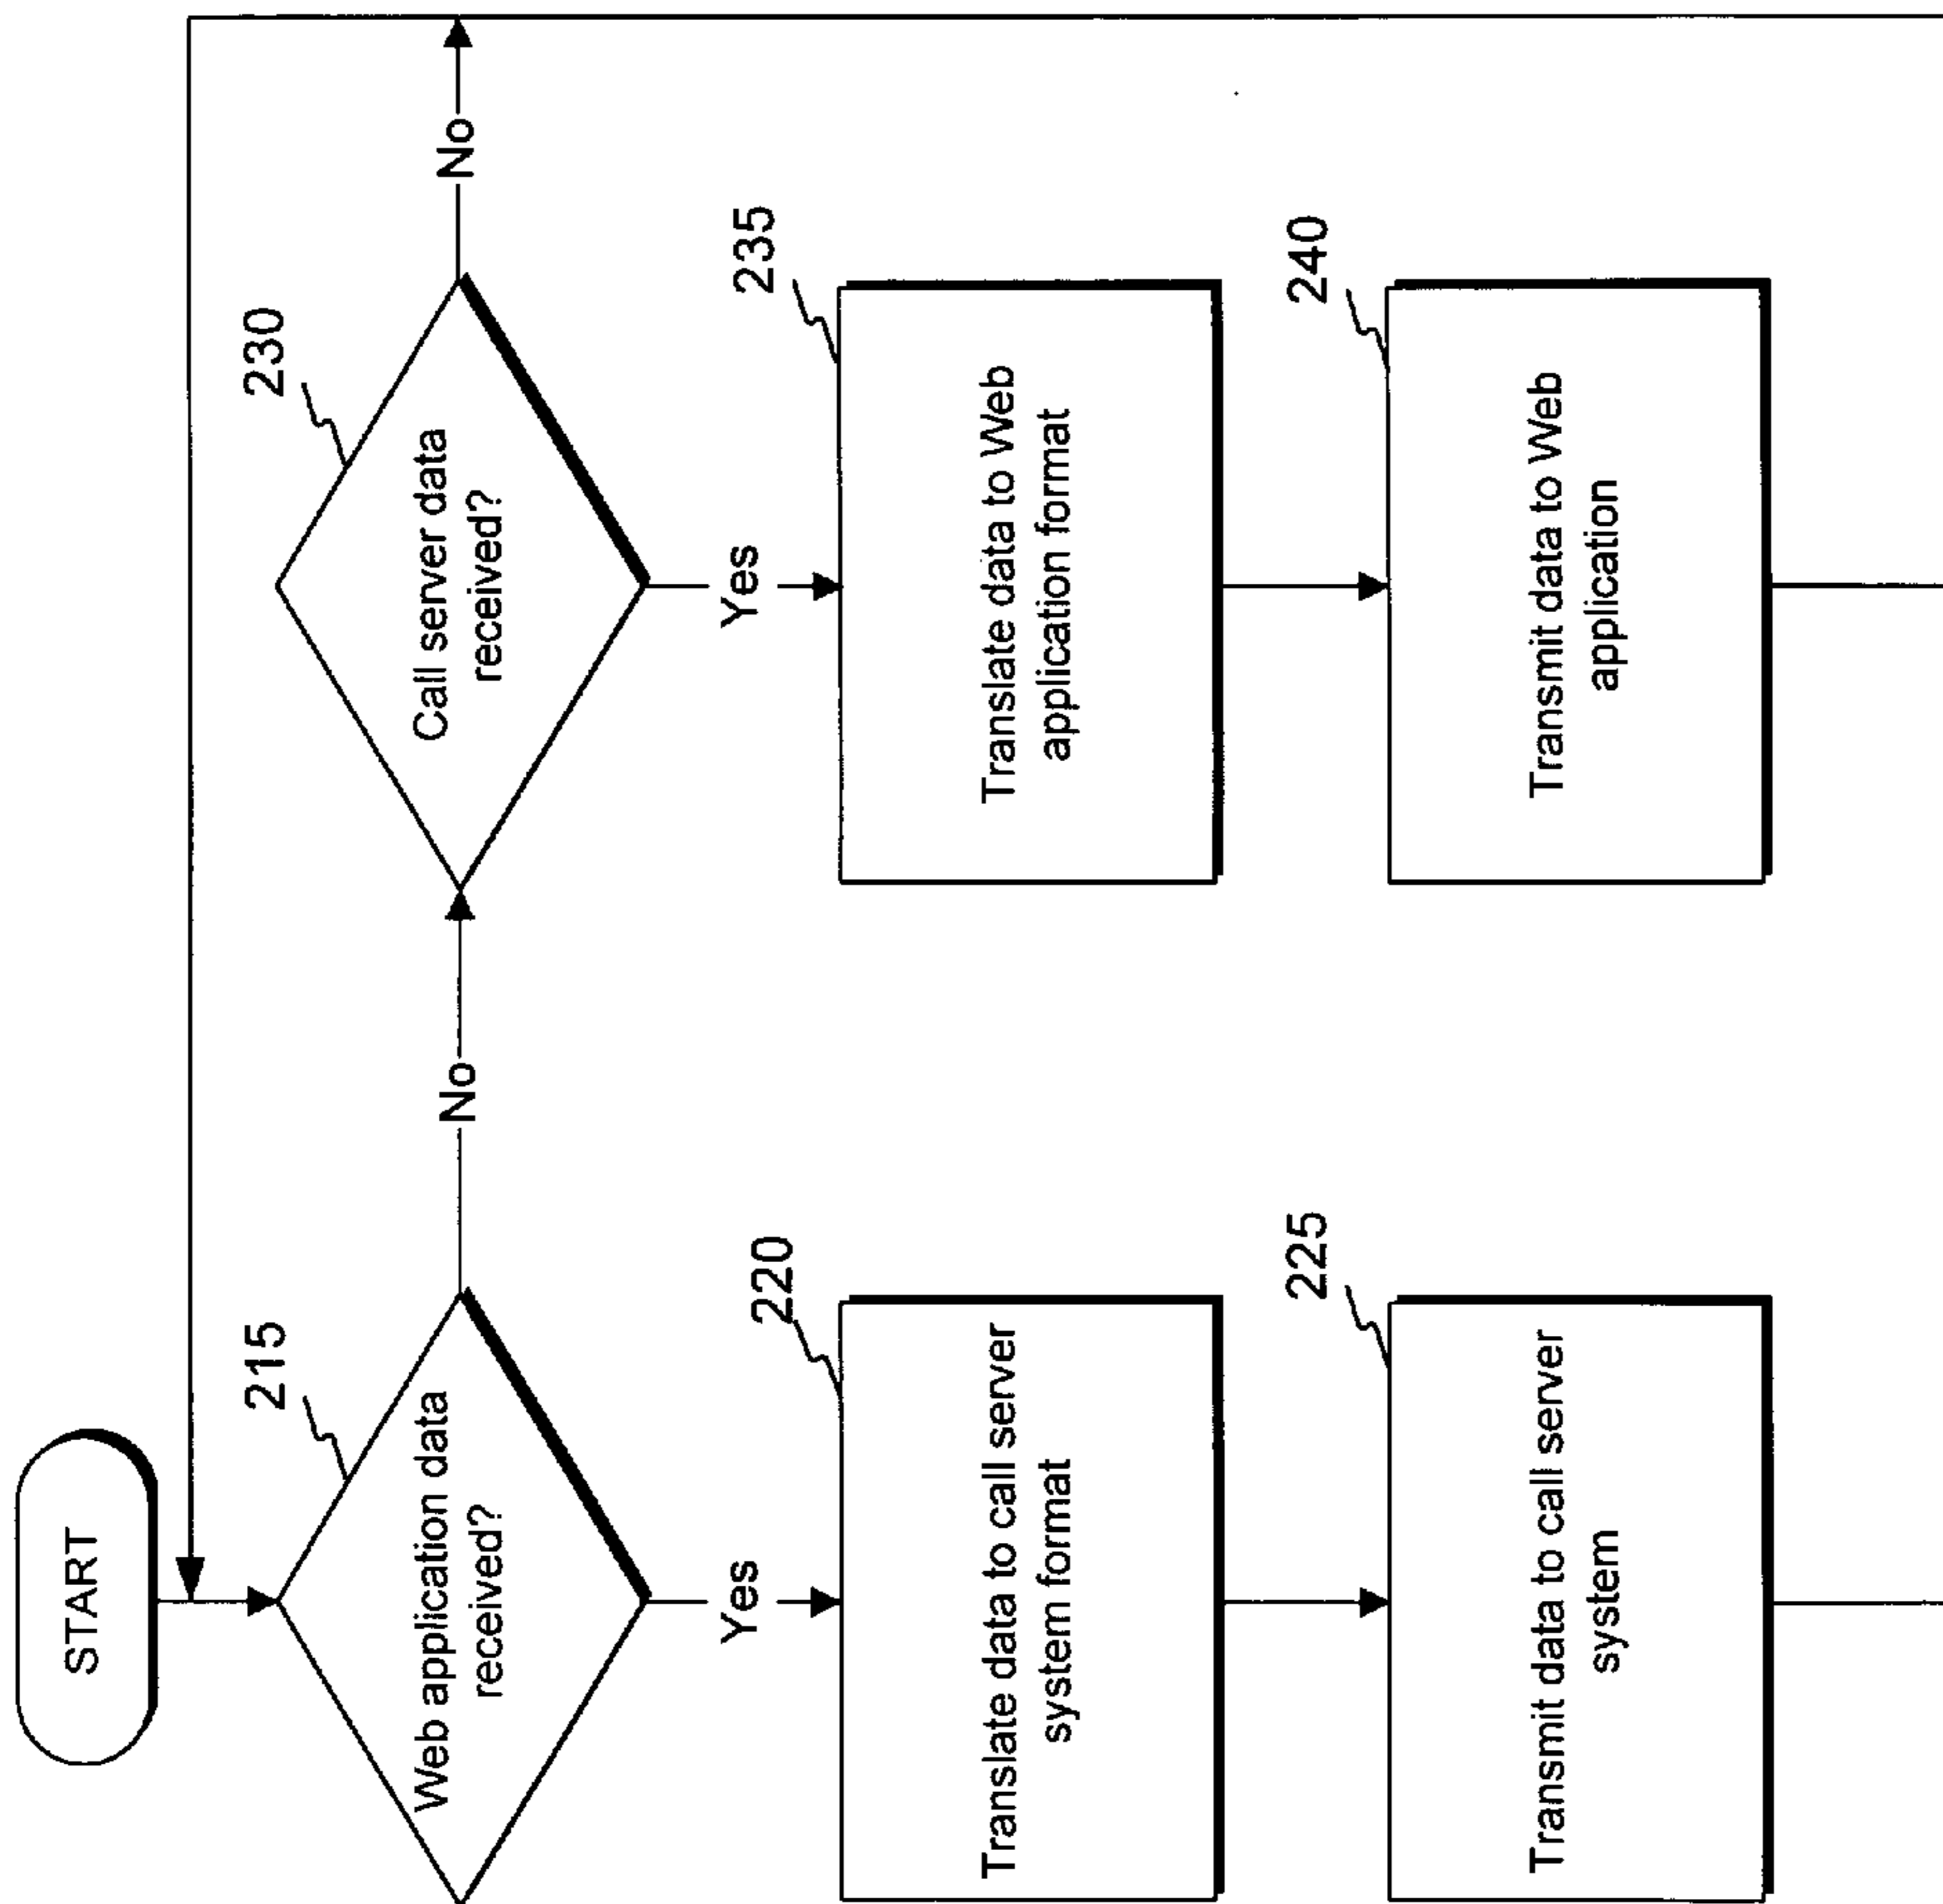 START
215
Web application data
received?
No
230
Call server data
received?
No
Yes
220
Translate data to call server
system format
Yes
235
Translate data to Web
application format
225
Transmit data to call server
system
240
Transmit data to Web
application